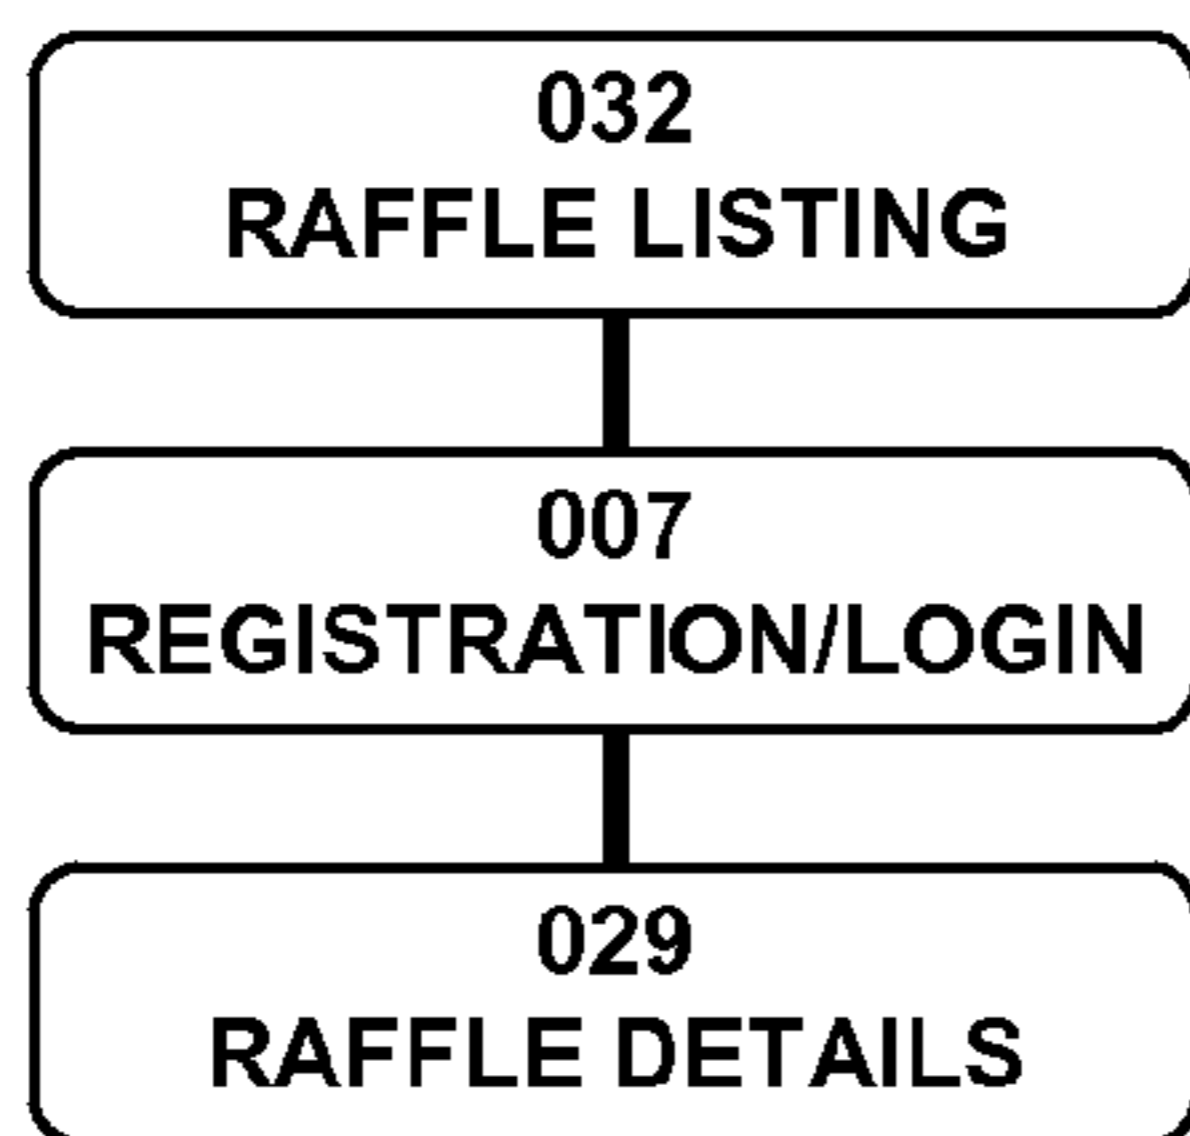 032
RAFFLE LISTING
007
REGISTRATION/LOGIN
029
RAFFLE DETAILS